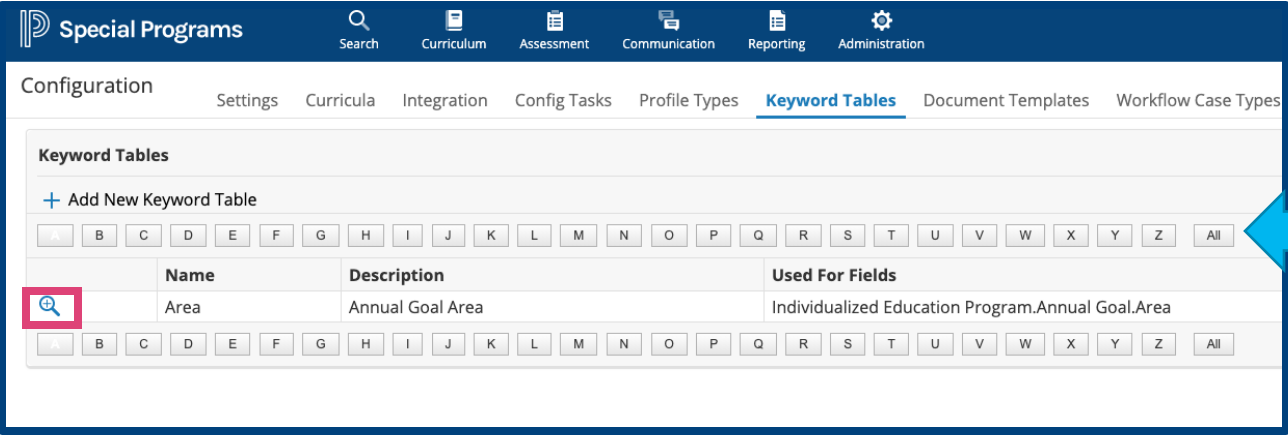 Special Programs
Search Curriculum Assessment Communication Reporting Administration
Configuration
Settings Curricula Integration Config Tasks Profile Types Keyword Tables Document Templates Workflow Case Types
Keyword Tables
+ Add New Keyword Table
A B C D E F G H I J K L M N O P Q R S T U V W X Y Z All
Name Description Used For Fields
Area Annual Goal Area Individualized Education Program.Annual Goal.Area
A B C D E F G H I J K L M N O P Q R S T U V W X Y Z All